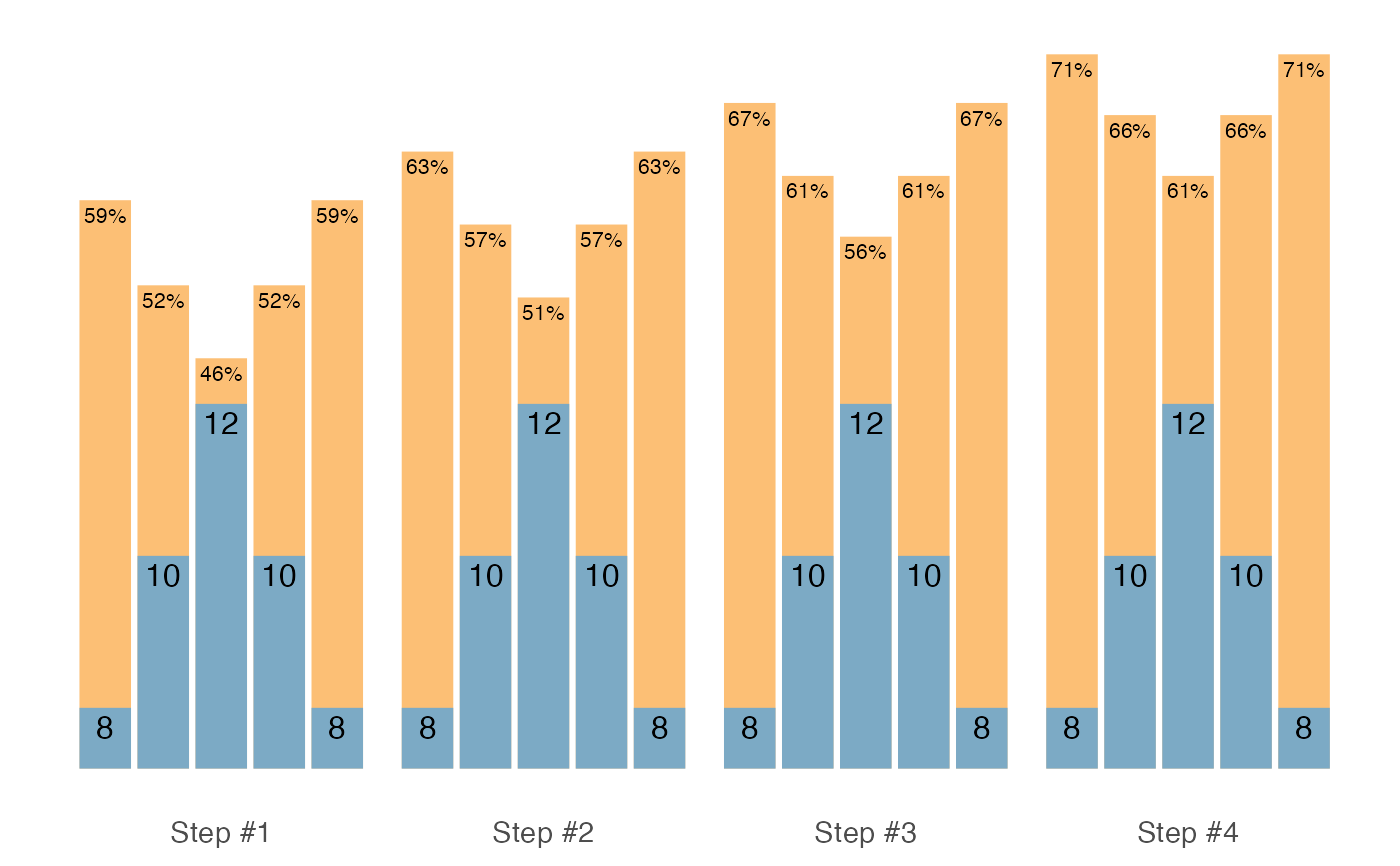 71% 71%
67% 67% 66% 66%
63% 63% 61% 61% 61%
59% 59% 57% 57% 56%
52% 52% 51%
46%
12 12 12 12
10 10 10 10 10 10 10 10
8 8 8 8 8 8 8 8
Step #1 Step #2 Step #3 Step #4